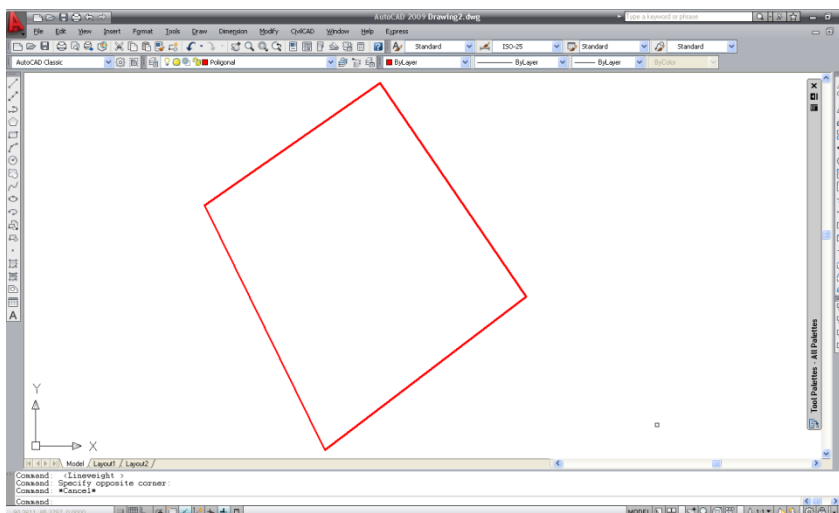 AutoCAD 2009 Drawing2.dwg
Type a keyword or phrase
File Edit View Insert Format Tools Draw Dimension Modify CivilCAD Window Help Express
Standard ISO-25 Standard Standard
AutoCAD Classic Poligonal ByLayer ByLayer ByLayer ByColor
Y
X
Tool Palettes - All Palettes
Model Layout1 Layout2
Command: <Lineweight >
Command: Specify opposite corner:
Command: *Cancel*
Command:
MODEL 1:1